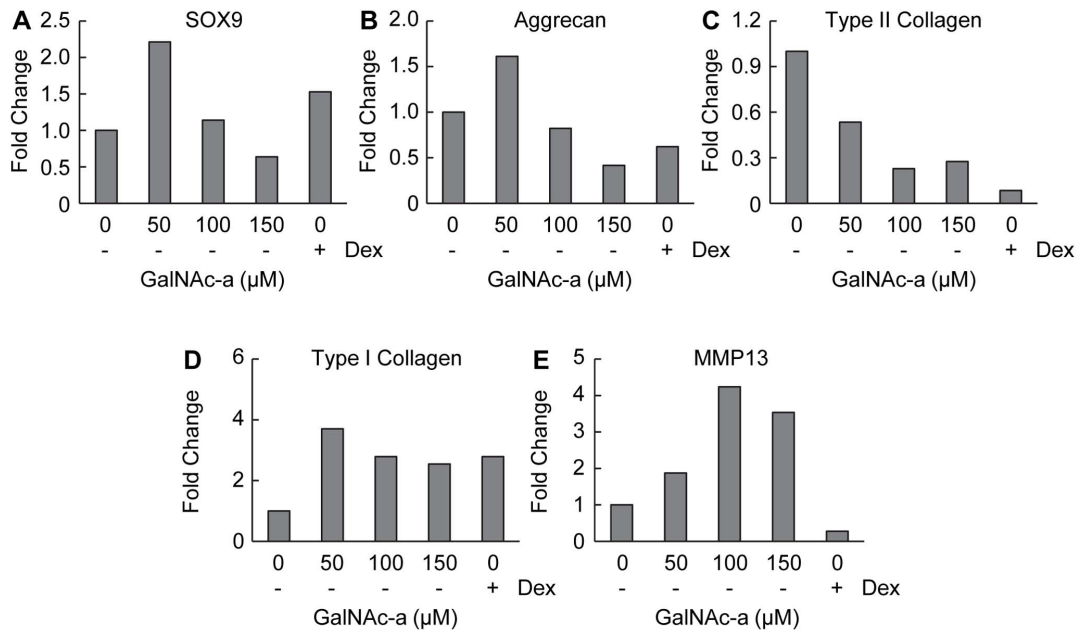 A SOX9
2.5
2.0
1.5
1.0
0.5
0
Fold Change
0 50 100 150 0
- - - - + Dex
GalNAc-a (µM)
B Aggrecan
2.0
1.5
1.0
0.5
0
Fold Change
0 50 100 150 0
- - - - + Dex
GalNAc-a (µM)
C Type II Collagen
1.2
0.9
0.6
0.3
0
Fold Change
0 50 100 150 0
- - - - + Dex
GalNAc-a (µM)
D Type I Collagen
6
4
2
0
Fold Change
0 50 100 150 0
- - - - + Dex
GalNAc-a (µM)
E MMP13
5
4
3
2
1
0
Fold Change
0 50 100 150 0
- - - - + Dex
GalNAc-a (µM)